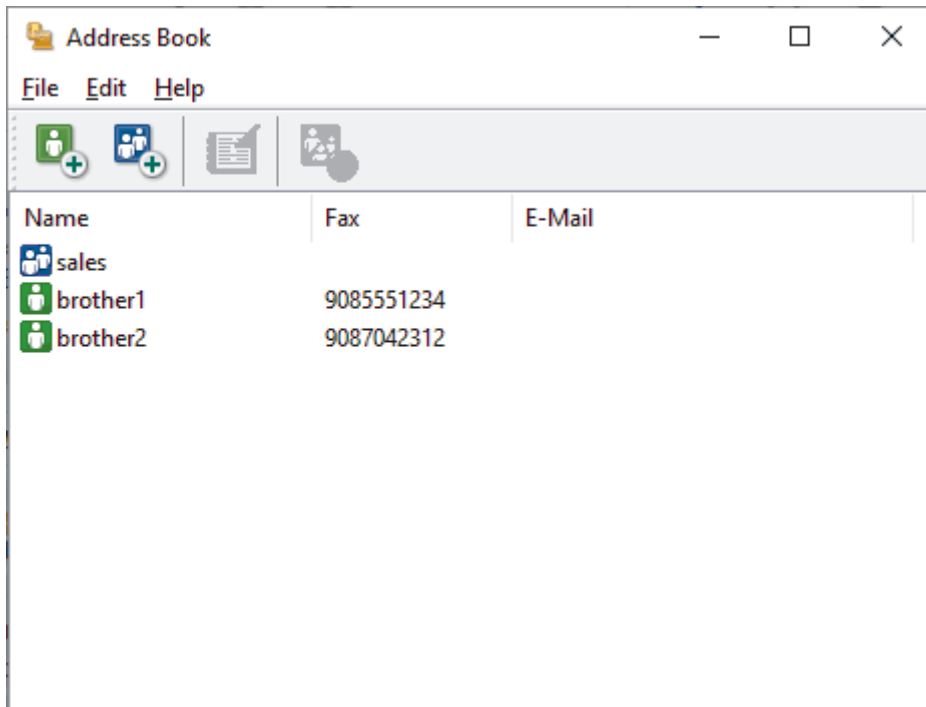 Address Book
File Edit Help
Name Fax E-Mail
sales
brother1 9085551234
brother2 9087042312